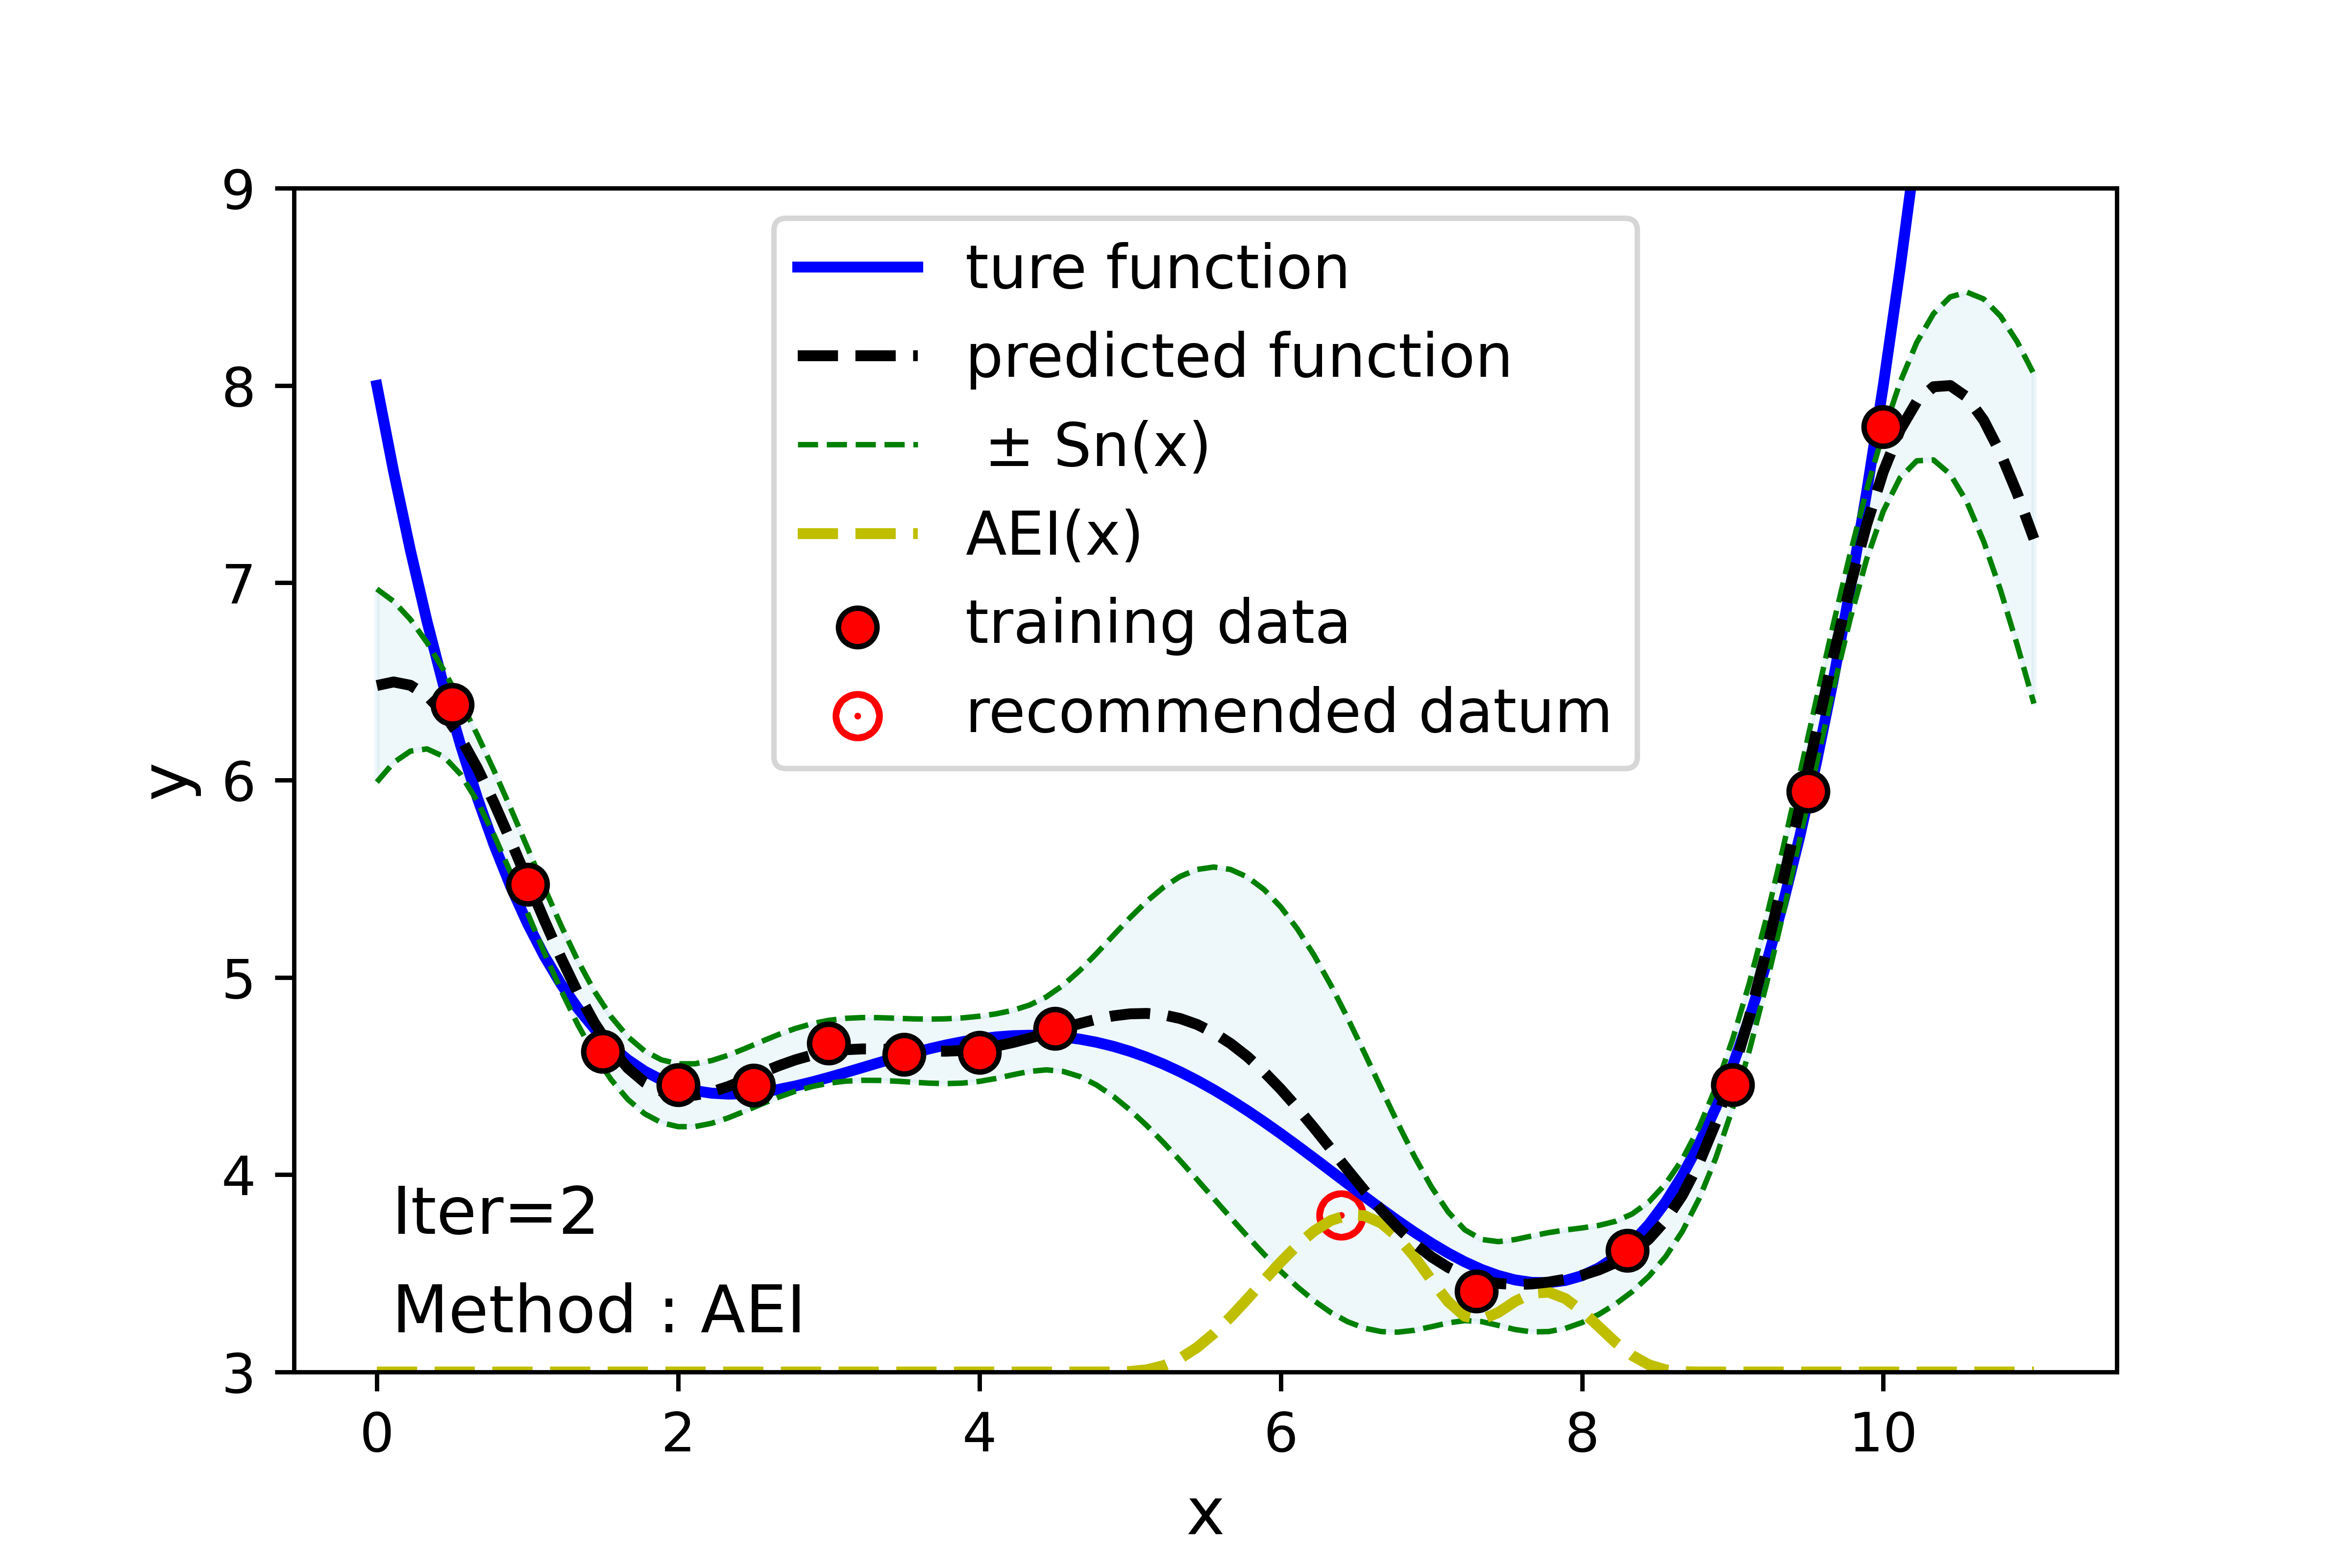 9
8
7
6
5
4
3
y
ture function
predicted function
± Sn(x)
AEI(x)
training data
recommended datum
Iter=2
Method : AEI
0 2 4 6 8 10
x